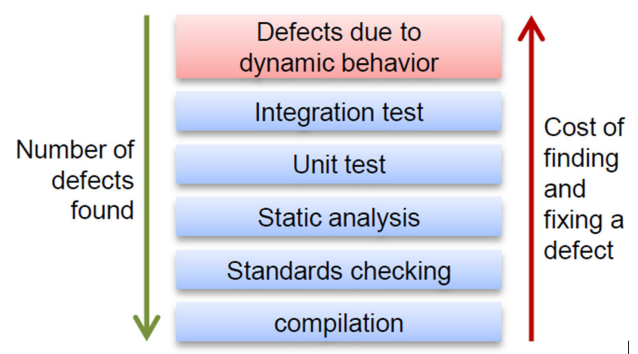 Defects due to
dynamic behavior
Integration test
Unit test
Static analysis
Standards checking
compilation
Number of
defects
found
Cost of
finding
and
fixing a
defect